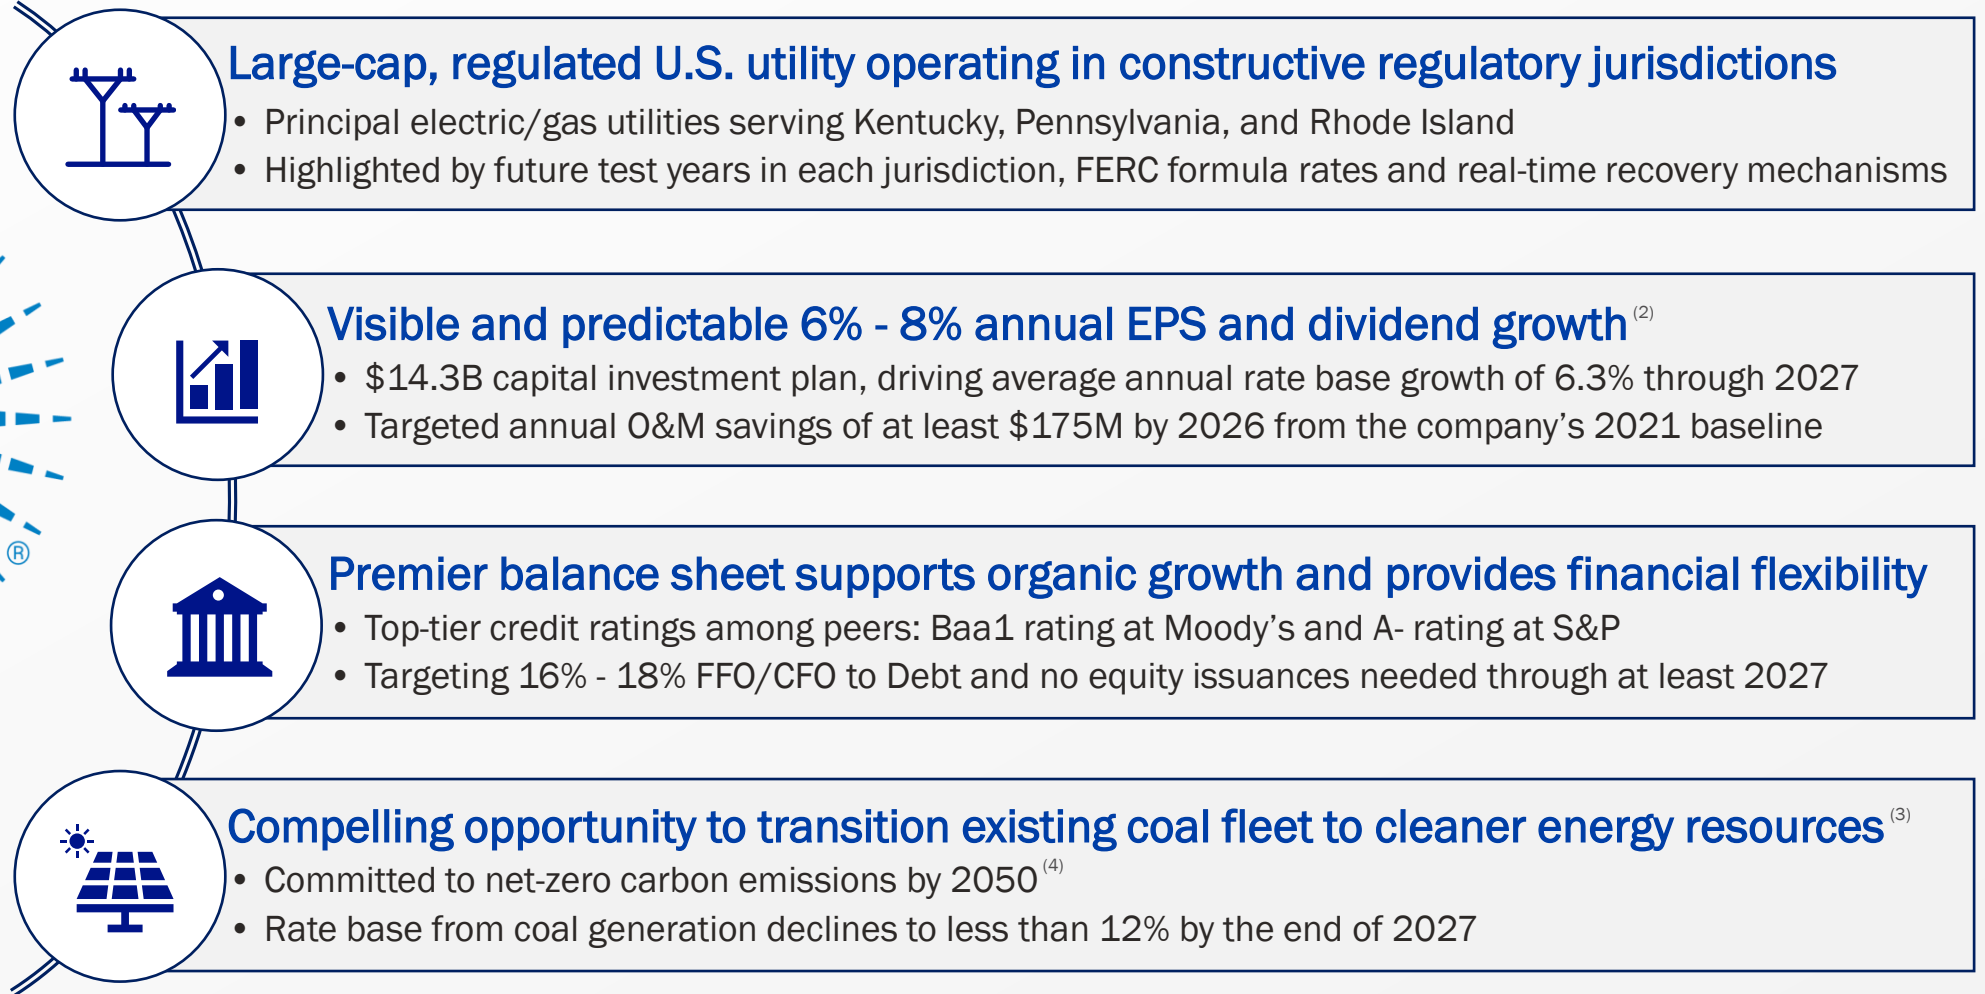 Large-cap, regulated U.S. utility operating in constructive regulatory jurisdictions
• Principal electric/gas utilities serving Kentucky, Pennsylvania, and Rhode Island
• Highlighted by future test years in each jurisdiction, FERC formula rates and real-time recovery mechanisms
Visible and predictable 6% - 8% annual EPS and dividend growth (2)
• $14.3B capital investment plan, driving average annual rate base growth of 6.3% through 2027
• Targeted annual O&M savings of at least $175M by 2026 from the company’s 2021 baseline
®
Premier balance sheet supports organic growth and provides financial flexibility
• Top-tier credit ratings among peers: Baa1 rating at Moody’s and A- rating at S&P
• Targeting 16% - 18% FFO/CFO to Debt and no equity issuances needed through at least 2027
Compelling opportunity to transition existing coal fleet to cleaner energy resources (3)
• Committed to net-zero carbon emissions by 2050 (4)
• Rate base from coal generation declines to less than 12% by the end of 2027